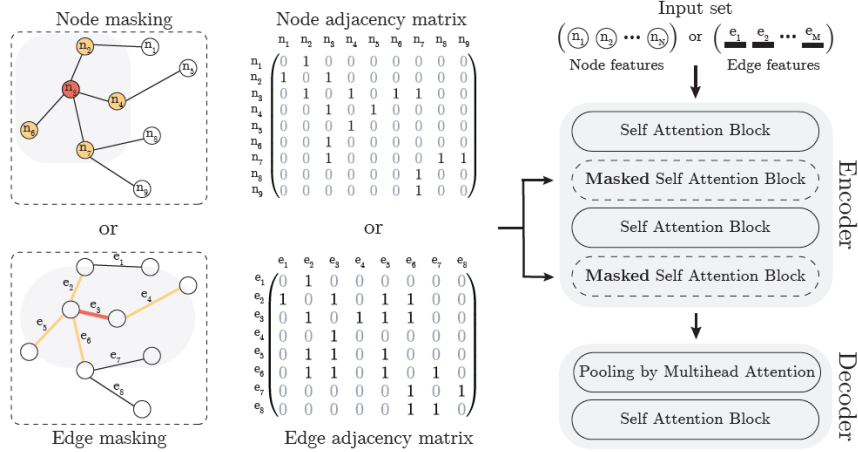 Node masking
n₂ n₁
n₃ n₅
n₄
n₆
n₇ n₈
n₉
or
e₁
e₂
e₃ e₄
e₅
e₆
e₇
e₈
Edge masking
Node adjacency matrix
n₁ n₂ n₃ n₄ n₅ n₆ n₇ n₈ n₉
n₁ 0 1 0 0 0 0 0 0 0
n₂ 1 0 1 0 0 0 0 0 0
n₃ 0 1 0 1 0 1 1 0 0
n₄ 0 0 1 0 1 0 0 0 0
n₅ 0 0 0 1 0 0 0 0 0
n₆ 0 0 1 0 0 0 0 0 0
n₇ 0 0 1 0 0 0 0 1 1
n₈ 0 0 0 0 0 0 1 0 0
n₉ 0 0 0 0 0 0 1 0 0
or
e₁ e₂ e₃ e₄ e₅ e₆ e₇ e₈
e₁ 0 1 0 0 0 0 0 0
e₂ 1 0 1 0 1 1 0 0
e₃ 0 1 0 1 1 1 0 0
e₄ 0 0 1 0 0 0 0 0
e₅ 0 1 1 0 1 0 0 0
e₆ 0 1 1 0 1 0 1 0
e₇ 0 0 0 0 0 1 0 1
e₈ 0 0 0 0 0 1 1 0
Edge adjacency matrix
Input set
(n₁ n₂ ··· n_N) or (e₁ e₂ ··· e_M)
Node features Edge features
Self Attention Block
Masked Self Attention Block
Self Attention Block
Masked Self Attention Block
Encoder
Pooling by Multihead Attention
Self Attention Block
Decoder